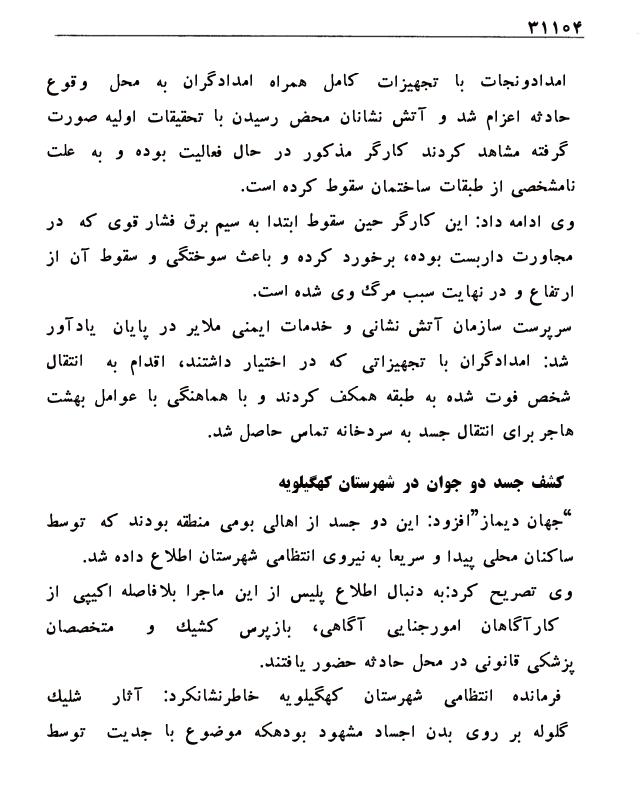 ۳۱۱۰۴
امدادونجات با تجهیزات کامل همراه امدادگران به محل وقوع
حادثه اعزام شد و آتش نشانان محض رسیدن با تحقیقات اولیه صورت
گرفته مشاهد کردند کارگر مذکور در حال فعالیت بوده و به علت
نامشخصی از طبقات ساختمان سقوط کرده است.
وی ادامه داد: این کارگر حین سقوط ابتدا به سیم برق فشار قوی که در
مجاورت داربست بوده، برخورد کرده و باعث سوختگی و سقوط آن از
ارتفاع و در نهایت سبب مرگ وی شده است.
سرپرست سازمان آتش نشانی و خدمات ایمنی ملایر در پایان یادآور
شد: امدادگران با تجهیزاتی که در اختیار داشتند، اقدام به انتقال
شخص فوت شده به طبقه همکف کردند و با هماهنگی با عوامل بهشت
هاجر برای انتقال جسد به سردخانه تماس حاصل شد.
کشف جسد دو جوان در شهرستان کهگیلویه
“جهان دیماز”افزود: این دو جسد از اهالی بومی منطقه بودند که توسط
ساکنان محلی پیدا و سریعا به نیروی انتظامی شهرستان اطلاع داده شد.
وی تصریح کرد:به دنبال اطلاع پلیس از این ماجرا بلافاصله اکیپی از
کارآگاهان امورجنایی آگاهی، بازپرس کشیک و متخصصان
پزشکی قانونی در محل حادثه حضور یافتند.
فرمانده انتظامی شهرستان کهگیلویه خاطرنشانکرد: آثار شلیک
گلوله بر روی بدن اجساد مشهود بودهکه موضوع با جدیت توسط